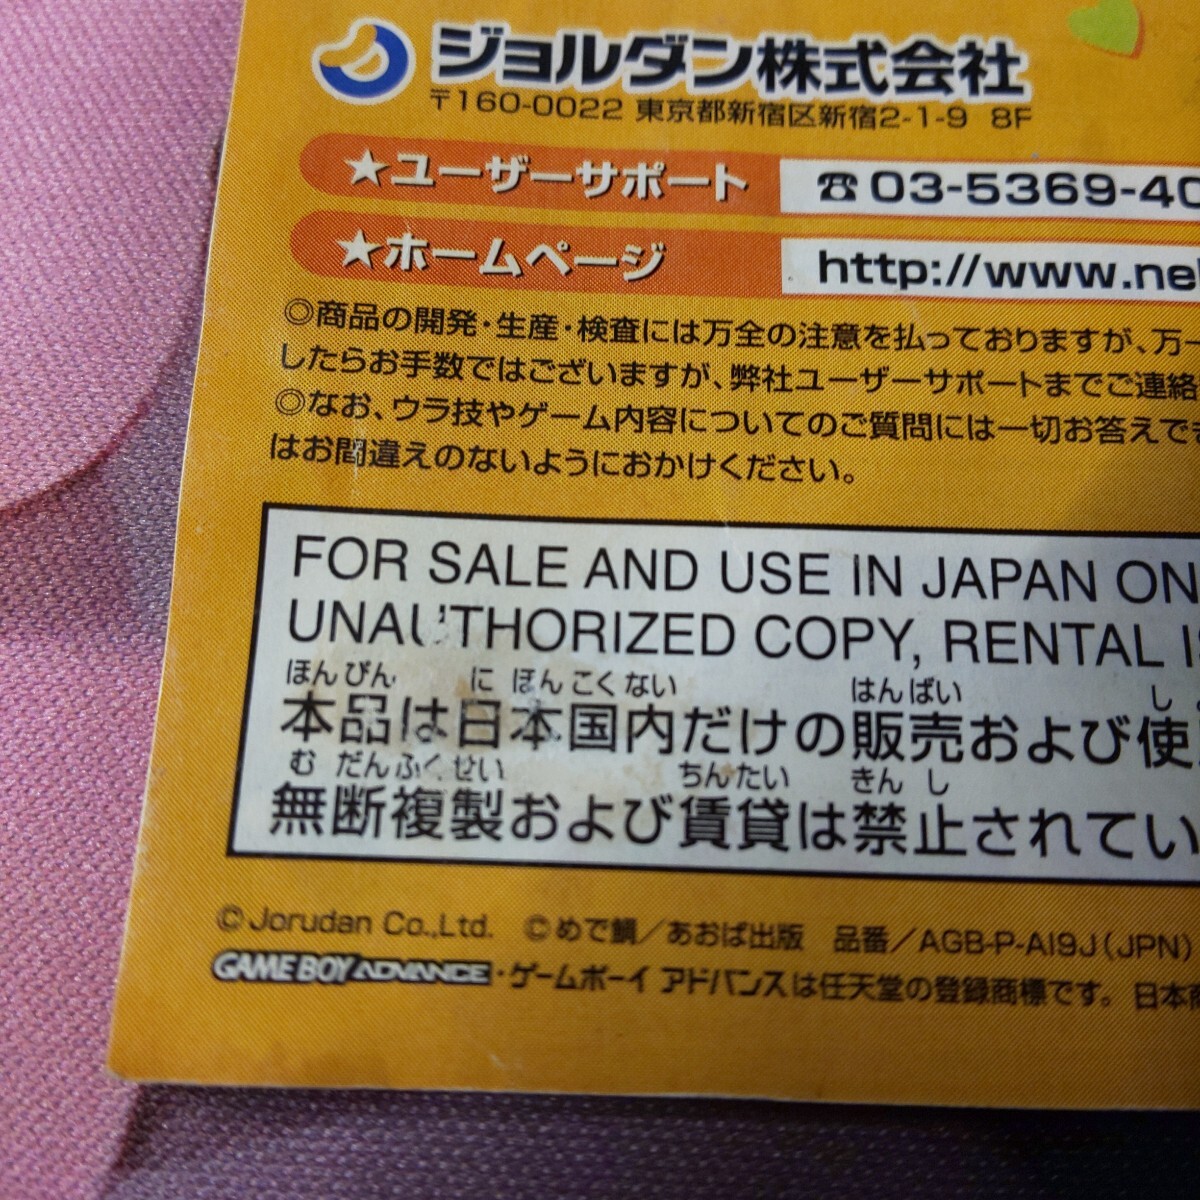 ジョルダン株式会社
〒160-0022 東京都新宿区新宿2-1-9 8F
★ユーザーサポート ☎03-5369-40
★ホームページ http://www.nek
◎商品の開発・生産・検査には万全の注意を払っておりますが、万一
したらお手数ではございますが、弊社ユーザーサポートまでご連絡
◎なお、ウラ技やゲーム内容についてのご質問には一切お答えでき
はお間違えのないようにおかけください。
FOR SALE AND USE IN JAPAN ON
UNAUTHORIZED COPY, RENTAL I
ほんぴん に ほんこくない はんばい し
本品は日本国内だけの販売および使
む だんふくせい ちんたい きん し
無断複製および賃貸は禁止されてい
©Jorudan Co.,Ltd. ©めで鯛/あおば出版 品番/AGB-P-AI9J(JPN)
GAME BOY ADVANCE・ゲームボーイ アドバンスは任天堂の登録商標です。 日本